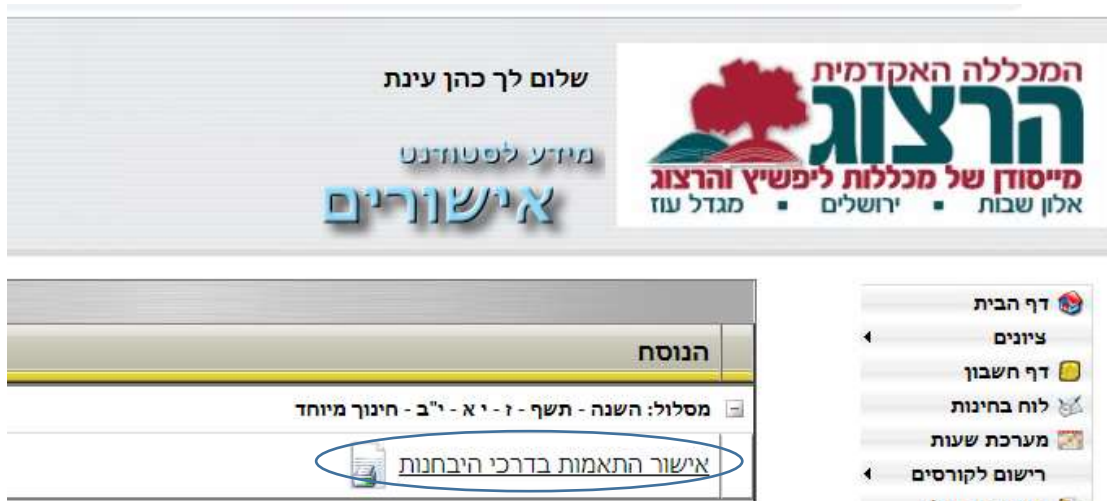 המכללה האקדמית
הרצוג
מייסודן של מכללות ליפשיץ והרצוג
אלון שבות ▪ ירושלים ▪ מגדל עוז
שלום לך כהן עינת
מידע לסטודנט
אישורים
דף הבית
ציונים
דף חשבון
לוח בחינות
מערכת שעות
רישום לקורסים
הנוסח
מסלול: השנה - תשף - ז - י א - י"ב - חינוך מיוחד
אישור התאמות בדרכי היבחנות